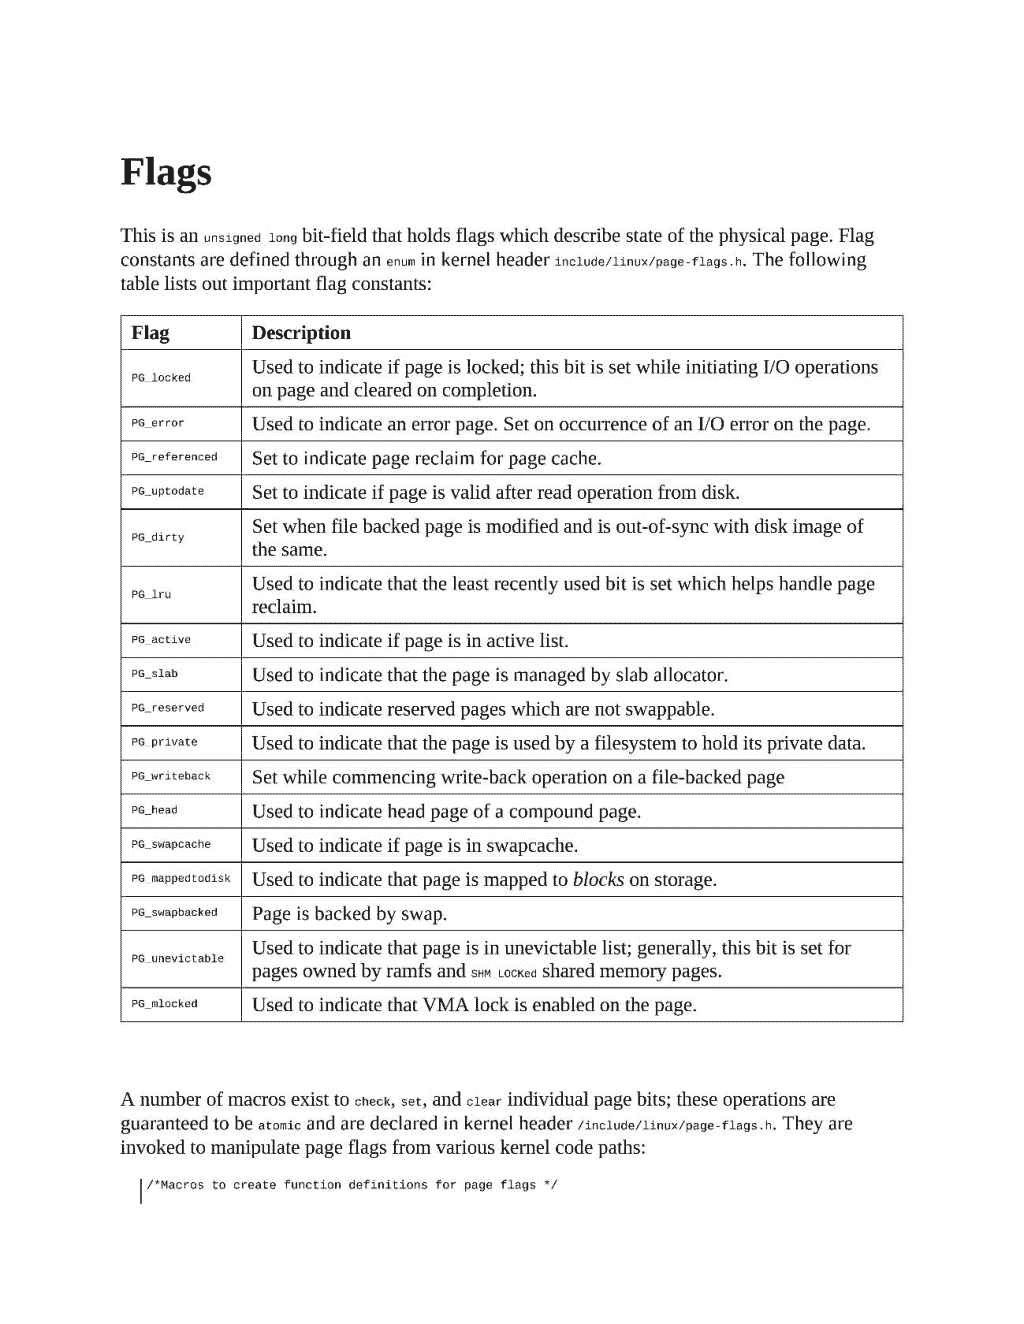 Flags
This is an unsigned long bit-field that holds flags which describe state of the physical page. Flag
constants are defined through an enum in kernel header include/linux/page-flags.h. The following
table lists out important flag constants:
Flag Description
PG_locked Used to indicate if page is locked; this bit is set while initiating I/O operations
on page and cleared on completion.
PG_error Used to indicate an error page. Set on occurrence of an I/O error on the page.
PG_referenced Set to indicate page reclaim for page cache.
PG_uptodate Set to indicate if page is valid after read operation from disk.
PG_dirty Set when file backed page is modified and is out-of-sync with disk image of
the same.
PG_lru Used to indicate that the least recently used bit is set which helps handle page
reclaim.
PG_active Used to indicate if page is in active list.
PG_slab Used to indicate that the page is managed by slab allocator.
PG_reserved Used to indicate reserved pages which are not swappable.
PG_private Used to indicate that the page is used by a filesystem to hold its private data.
PG_writeback Set while commencing write-back operation on a file-backed page
PG_head Used to indicate head page of a compound page.
PG_swapcache Used to indicate if page is in swapcache.
PG_mappedtodisk Used to indicate that page is mapped to blocks on storage.
PG_swapbacked Page is backed by swap.
PG_unevictable Used to indicate that page is in unevictable list; generally, this bit is set for
pages owned by ramfs and SHM_LOCKed shared memory pages.
PG_mlocked Used to indicate that VMA lock is enabled on the page.
A number of macros exist to check, set, and clear individual page bits; these operations are
guaranteed to be atomic and are declared in kernel header /include/linux/page-flags.h. They are
invoked to manipulate page flags from various kernel code paths:
/*Macros to create function definitions for page flags */